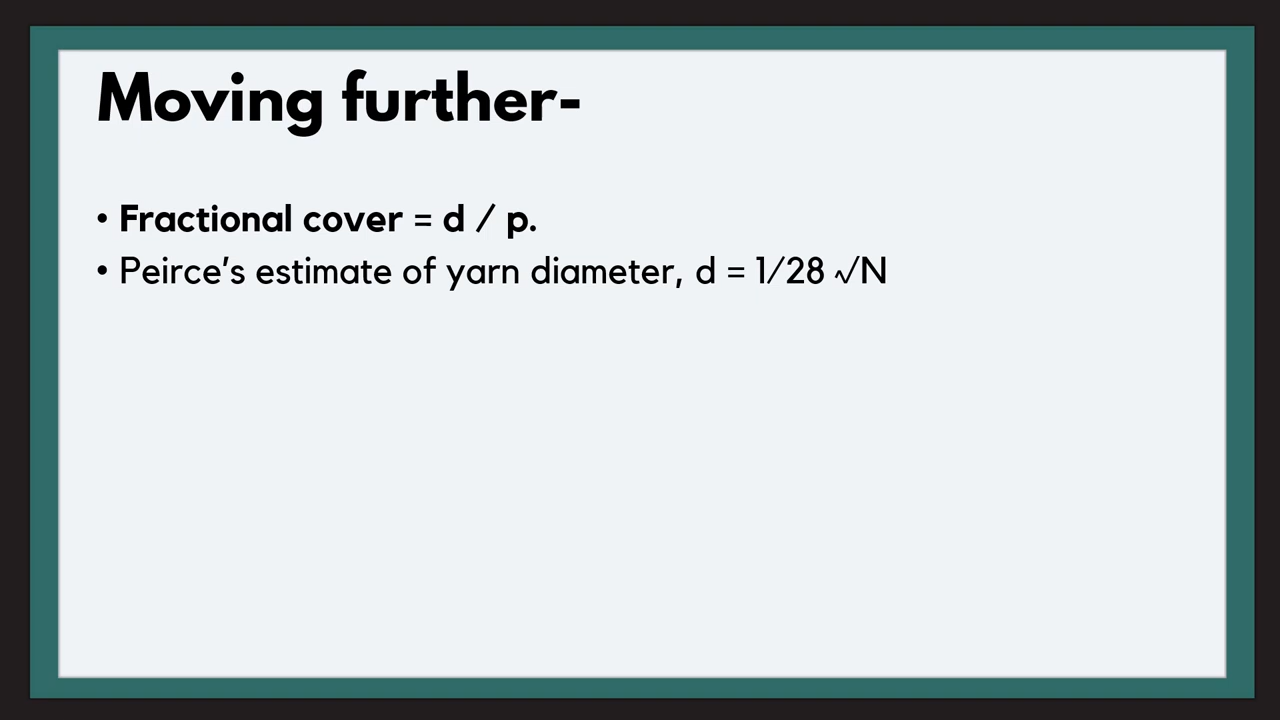 Moving further-
• Fractional cover = d / p.
• Peirce's estimate of yarn diameter, d = 1/28 √N